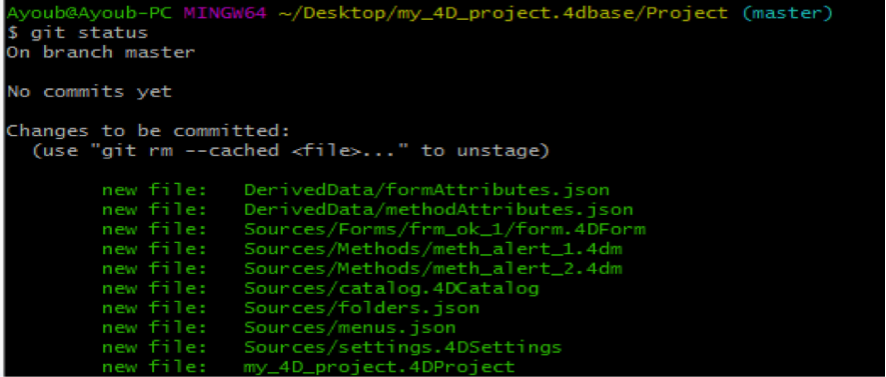 Ayoub@Ayoub-PC MINGW64 ~/Desktop/my_4D_project.4dbase/Project (master)
$ git status
On branch master
No commits yet
Changes to be committed:
(use "git rm --cached <file>..." to unstage)
new file: DerivedData/formAttributes.json
new file: DerivedData/methodAttributes.json
new file: Sources/Forms/frm_ok_1/form.4DForm
new file: Sources/Methods/meth_alert_1.4dm
new file: Sources/Methods/meth_alert_2.4dm
new file: Sources/catalog.4DCatalog
new file: Sources/folders.json
new file: Sources/menus.json
new file: Sources/settings.4DSettings
new file: my_4D_project.4DProject